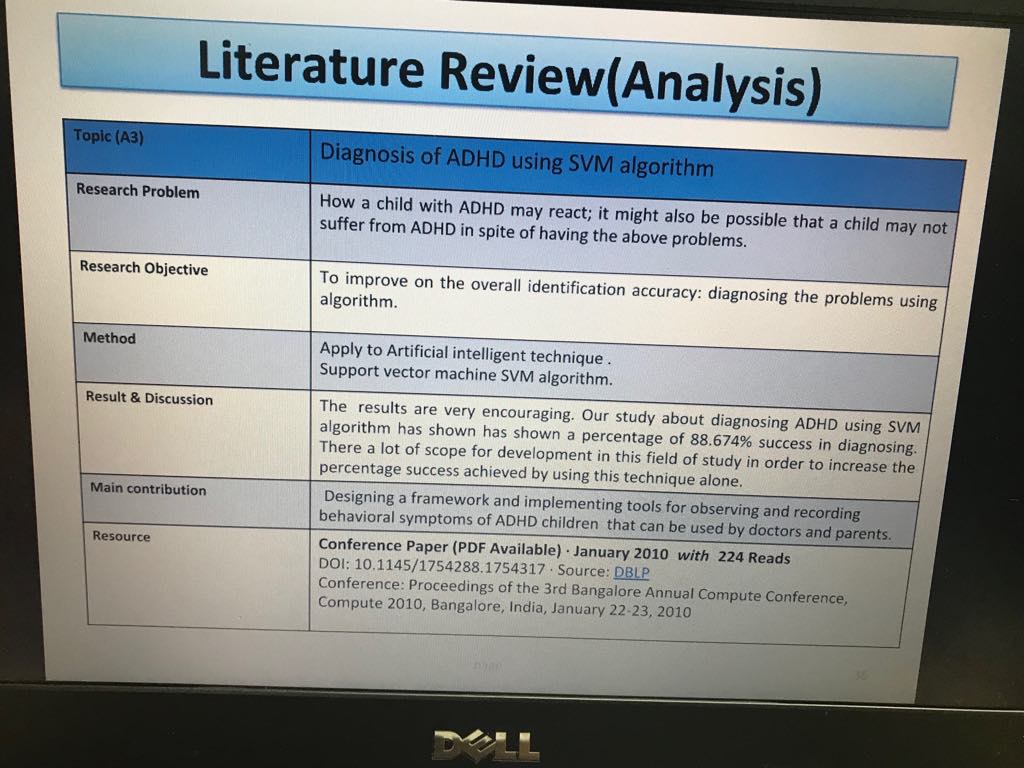 Literature Review(Analysis)
Topic (A3)
Diagnosis of ADHD using SVM algorithm
Research Problem
How a child with ADHD may react; it might also be possible that a child may not
suffer from ADHD in spite of having the above problems.
Research Objective
To improve on the overall identification accuracy: diagnosing the problems using
algorithm.
Method
Apply to Artificial intelligent technique .
Support vector machine SVM algorithm.
Result & Discussion
The results are very encouraging. Our study about diagnosing ADHD using SVM
algorithm has shown has shown a percentage of 88.674% success in diagnosing.
There a lot of scope for development in this field of study in order to increase the
percentage success achieved by using this technique alone.
Main contribution
Designing a framework and implementing tools for observing and recording
behavioral symptoms of ADHD children that can be used by doctors and parents.
Resource
Conference Paper (PDF Available) · January 2010 with 224 Reads
DOI: 10.1145/1754288.1754317 · Source: DBLP
Conference: Proceedings of the 3rd Bangalore Annual Compute Conference,
Compute 2010, Bangalore, India, January 22-23, 2010
DELL